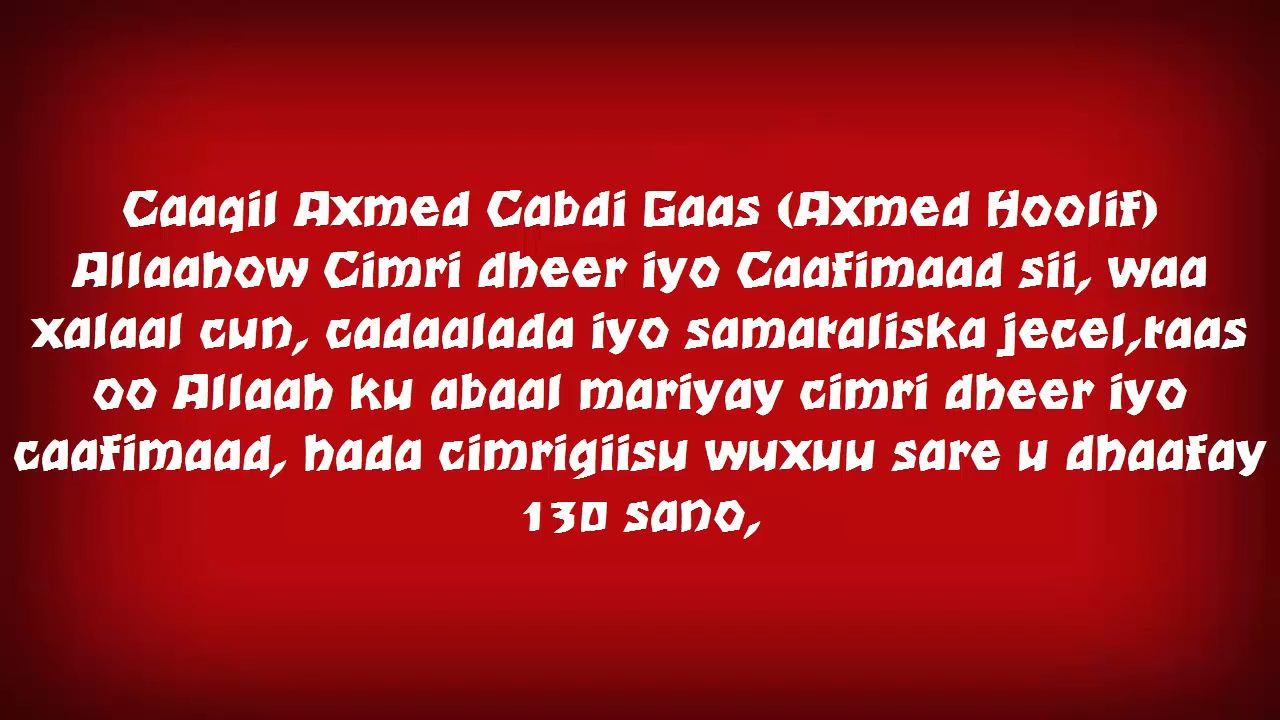 Caaqil Axmed Cabdi Gaas (Axmed Hoolif)
Allaahow Cimri dheer iyo Caafimaad sii, waa
xalaal cun, cadaalada iyo samataliska jecel,taas
oo Allaah ku abaal mariyay cimri dheer iyo
caafimaad, hada cimrigiisu wuxuu sare u dhaafay
130 sano,